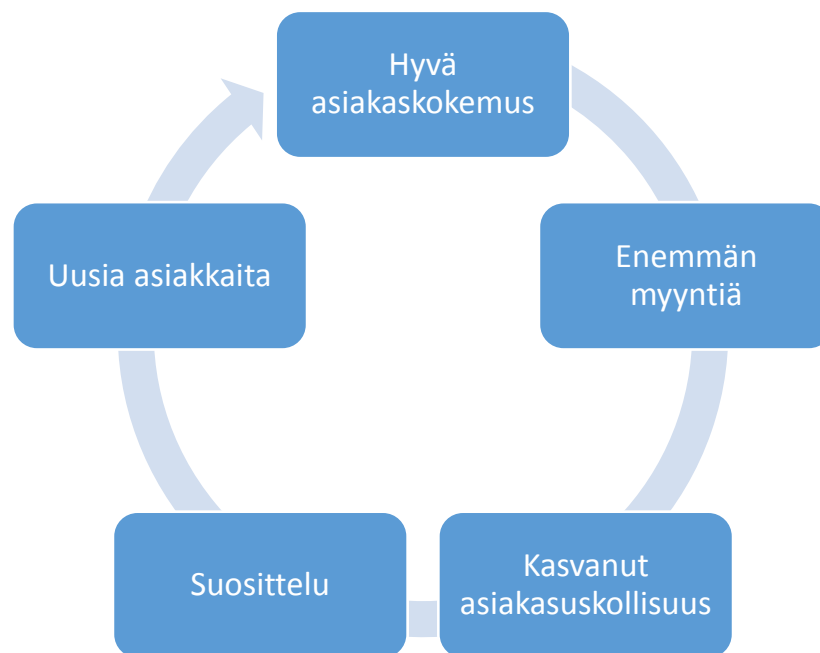 Hyvä
asiakaskokemus
Enemmän
myyntiä
Kasvanut
asiakasuskollisuus
Suosittelu
Uusia asiakkaita